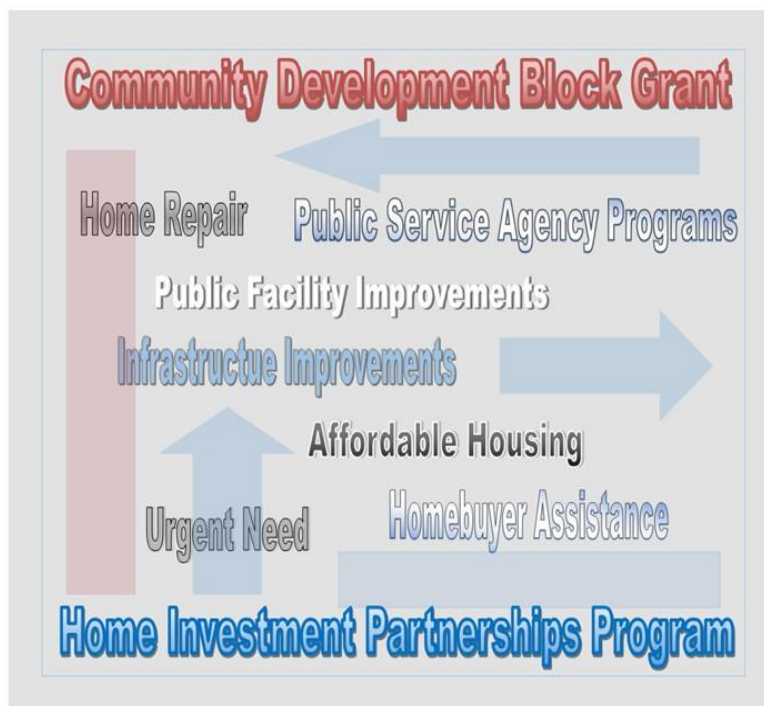 Community Development Block Grant
Home Repair
Public Service Agency Programs
Public Facility Improvements
Infrastructue Improvements
Affordable Housing
Homebuyer Assistance
Urgent Need
Home Investment Partnerships Program